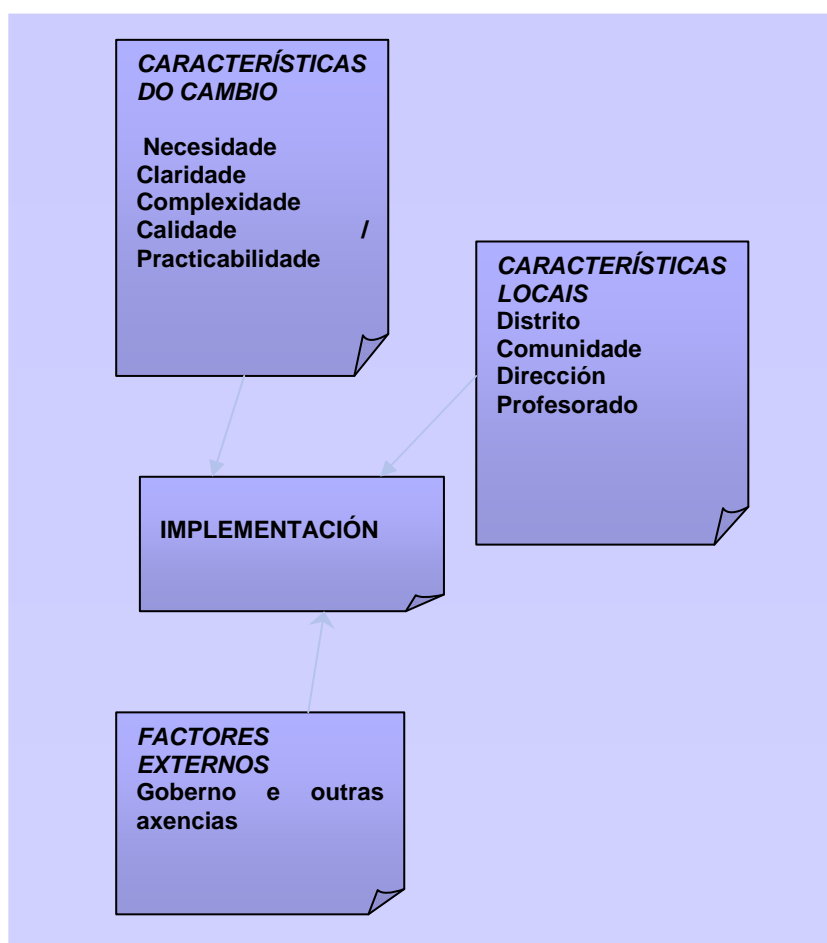 CARACTERÍSTICAS
DO CAMBIO
Necesidade
Claridade
Complexidade
Calidade /
Practicabilidade
CARACTERÍSTICAS
LOCAIS
Distrito
Comunidade
Dirección
Profesorado
IMPLEMENTACIÓN
FACTORES
EXTERNOS
Goberno e outras
axencias